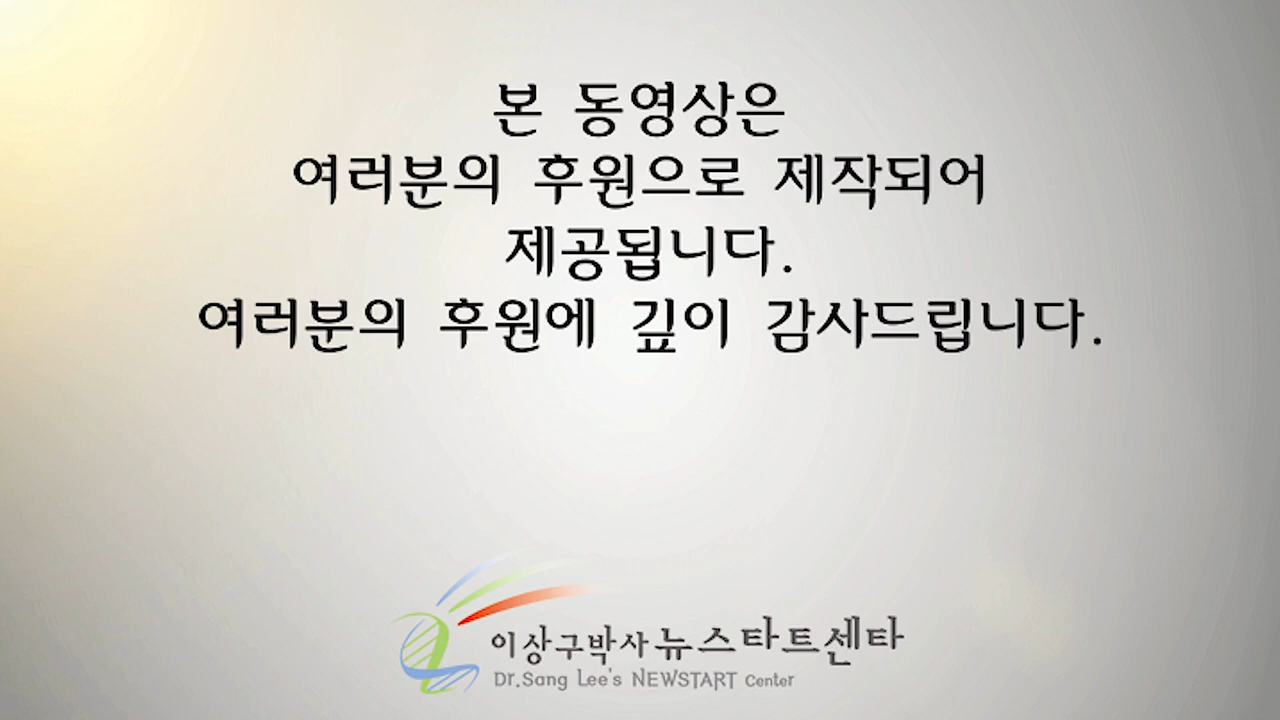 본 동영상은
여러분의 후원으로 제작되어
제공됩니다.
여러분의 후원에 깊이 감사드립니다.
이상구박사 뉴스타트센타
Dr.Sang Lee's NEWSTART Center